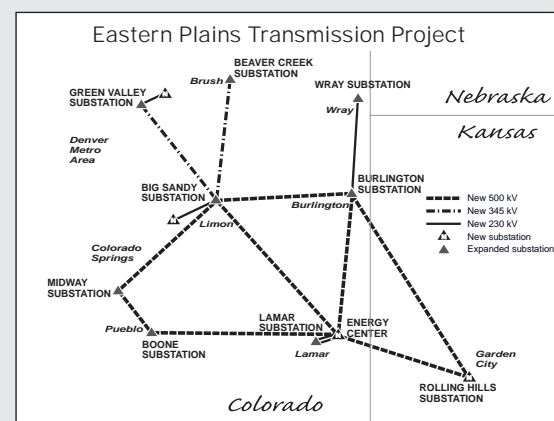 Eastern Plains Transmission Project
BEAVER CREEK
SUBSTATION
Brush
GREEN VALLEY
SUBSTATION
N
WRAY SUBSTATION
Wray
Nebraska
Kansas
Denver
Metro
Area
BIG SANDY
SUBSTATION
N
Limon
BURLINGTON
SUBSTATION
Burlington
New 500 kV
New 345 kV
New 230 kV
N
New substation
Expanded substation
Colorado
Springs
MIDWAY
SUBSTATION
Pueblo
BOONE
SUBSTATION
LAMAR
SUBSTATION
Lamar
ENERGY
CENTER
N
Garden
City
N
ROLLING HILLS
SUBSTATION
Colorado